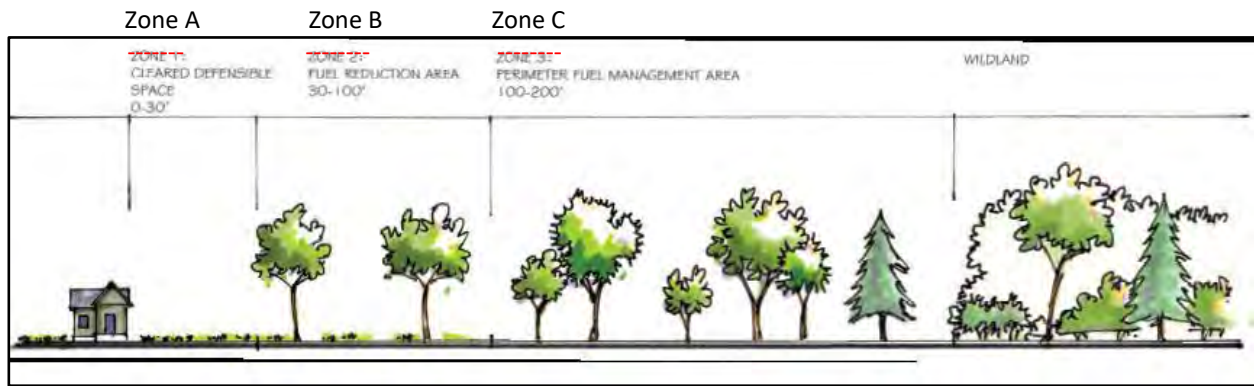 Zone A Zone B Zone C
ZONE 1:
CLEARED DEFENSIBLE
SPACE
0-30'
ZONE 2:
FUEL REDUCTION AREA
30-100'
ZONE 3:
PERIMETER FUEL MANAGEMENT AREA
100-200'
WILDLAND